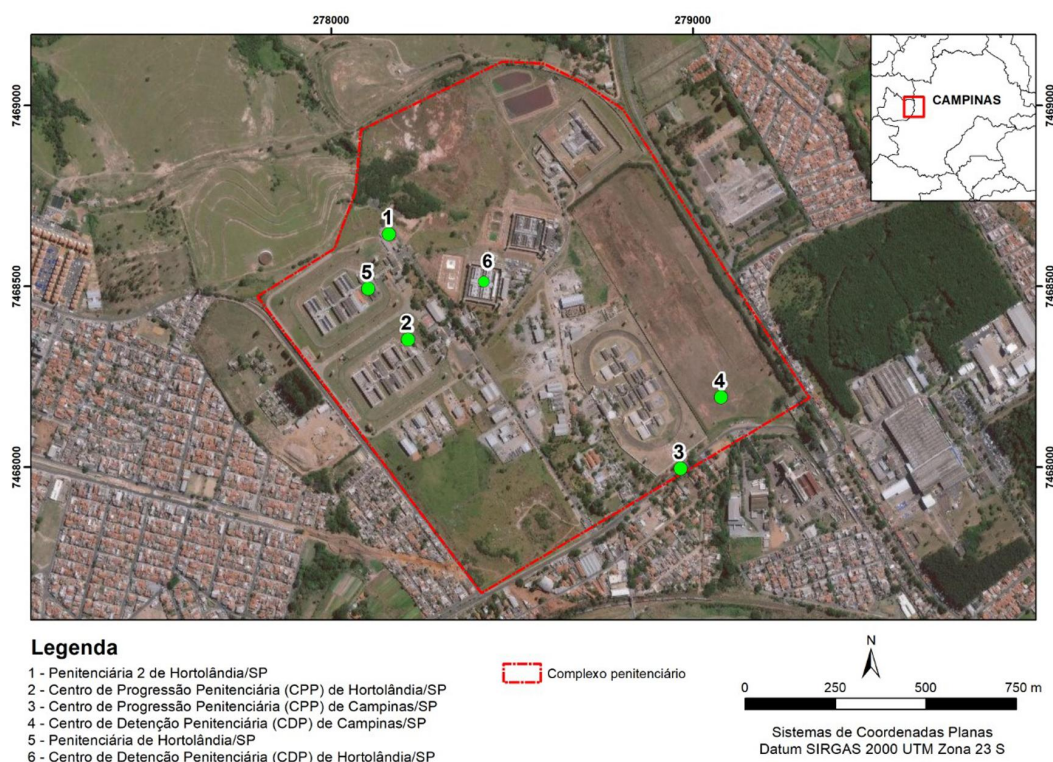 278000
279000
7469000
7469000
CAMPINAS
1
5
6
7468500
7468500
2
4
3
7468000
7468000
Legenda
1 - Penitenciária 2 de Hortolândia/SP
2 - Centro de Progressão Penitenciária (CPP) de Hortolândia/SP
3 - Centro de Progressão Penitenciária (CPP) de Campinas/SP
4 - Centro de Detenção Penitenciária (CDP) de Campinas/SP
5 - Penitenciária de Hortolândia/SP
6 - Centro de Detenção Penitenciária (CDP) de Hortolândia/SP
Complexo penitenciário
N
0 250 500 750 m
Sistemas de Coordenadas Planas
Datum SIRGAS 2000 UTM Zona 23 S